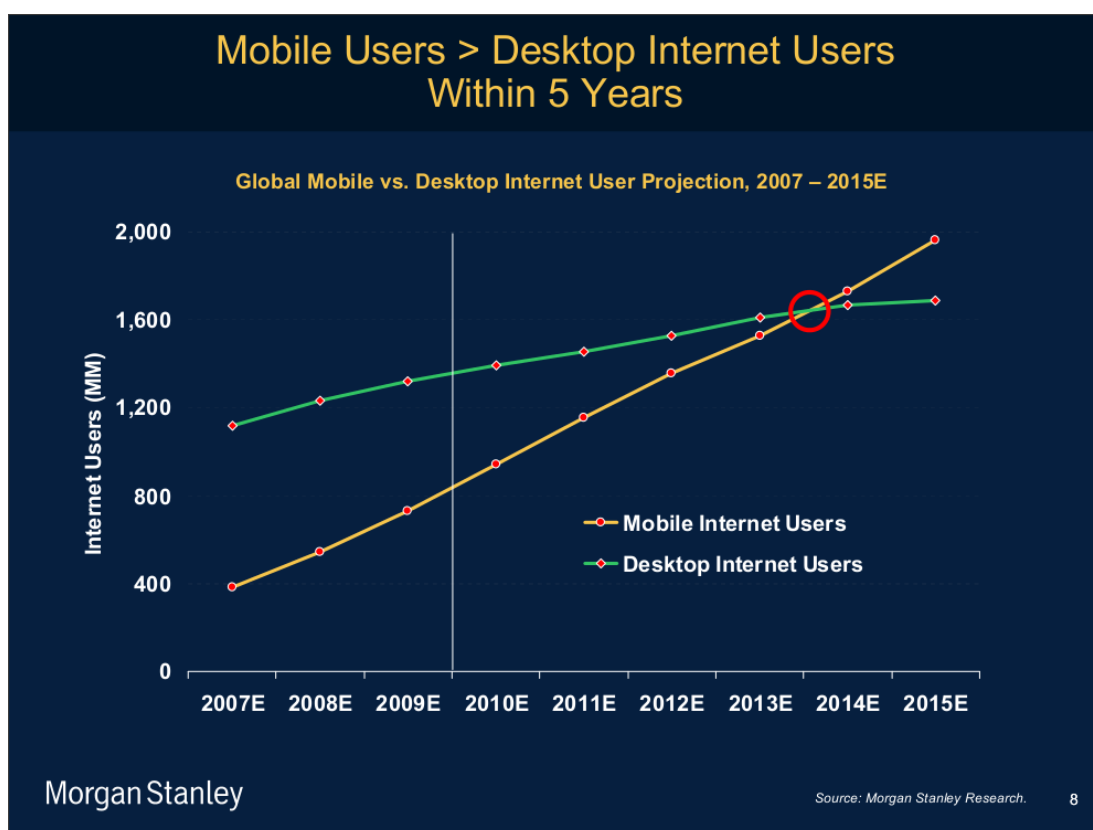 Mobile Users > Desktop Internet Users
Within 5 Years
Global Mobile vs. Desktop Internet User Projection, 2007 – 2015E
2,000
1,600
1,200
800
400
0
Internet Users (MM)
Mobile Internet Users
Desktop Internet Users
2007E 2008E 2009E 2010E 2011E 2012E 2013E 2014E 2015E
Morgan Stanley
Source: Morgan Stanley Research.
8